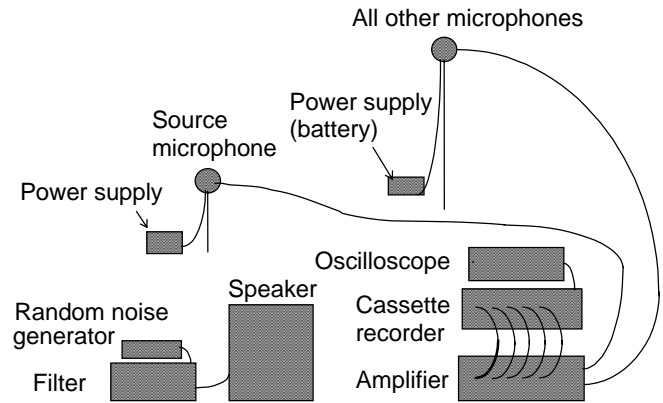 All other microphones
Power supply
(battery)
Source
microphone
Power supply
Oscilloscope
Speaker
Cassette
recorder
Random noise
generator
Filter
Amplifier